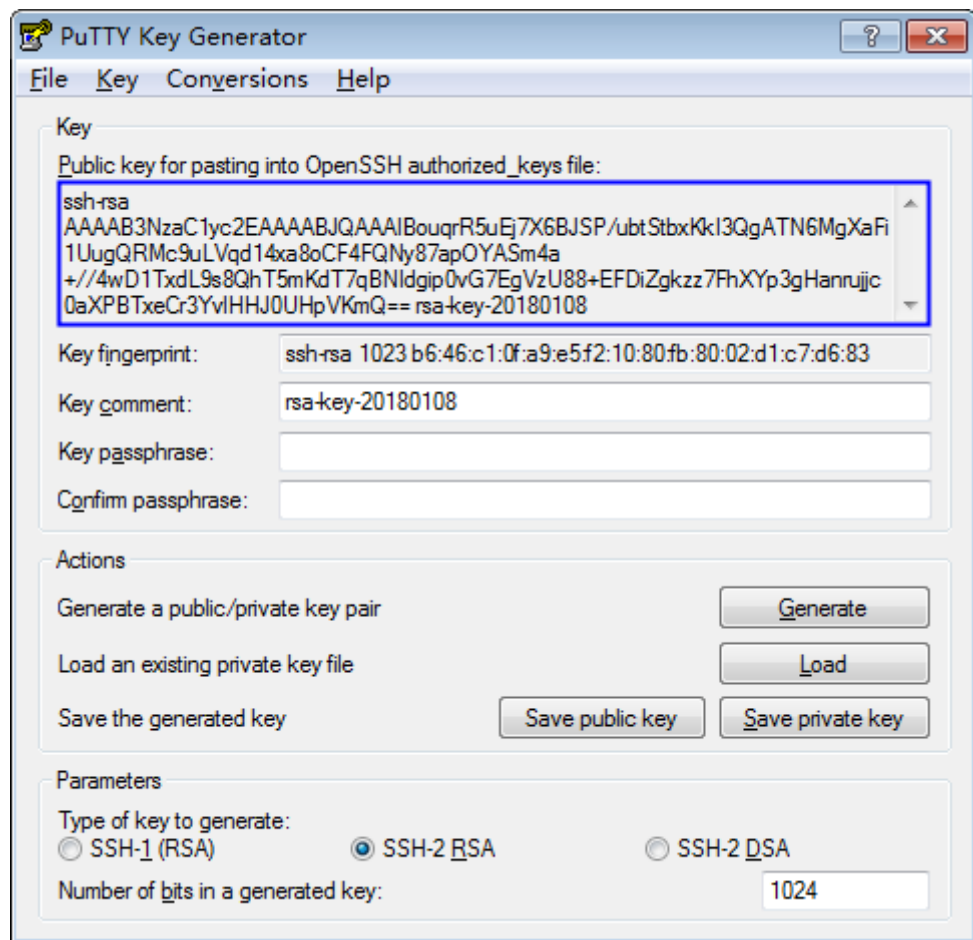 PuTTY Key Generator
File Key Conversions Help
Key
Public key for pasting into OpenSSH authorized_keys file:
ssh-rsa
AAAAB3NzaC1yc2EAAAABJQAAAIBouqrR5uEj7X6BJSP/ubtStbxKkI3QgATN6MgXaFi
1UugQRMc9uLVqd14xa8oCF4FQNy87apOYASm4a
+//4wD1TxdL9s8QhT5mKdT7qBNIdgip0vG7EgVzU88+EFDiZgkzz7FhXYp3gHanrujjc
0aXPBTxeCr3YvIHHJ0UHpVKmQ== rsa-key-20180108
Key fingerprint: ssh-rsa 1023 b6:46:c1:0f:a9:e5:f2:10:80:fb:80:02:d1:c7:d6:83
Key comment: rsa-key-20180108
Key passphrase:
Confirm passphrase:
Actions
Generate a public/private key pair Generate
Load an existing private key file Load
Save the generated key Save public key Save private key
Parameters
Type of key to generate:
SSH-1 (RSA) SSH-2 RSA SSH-2 DSA
Number of bits in a generated key: 1024